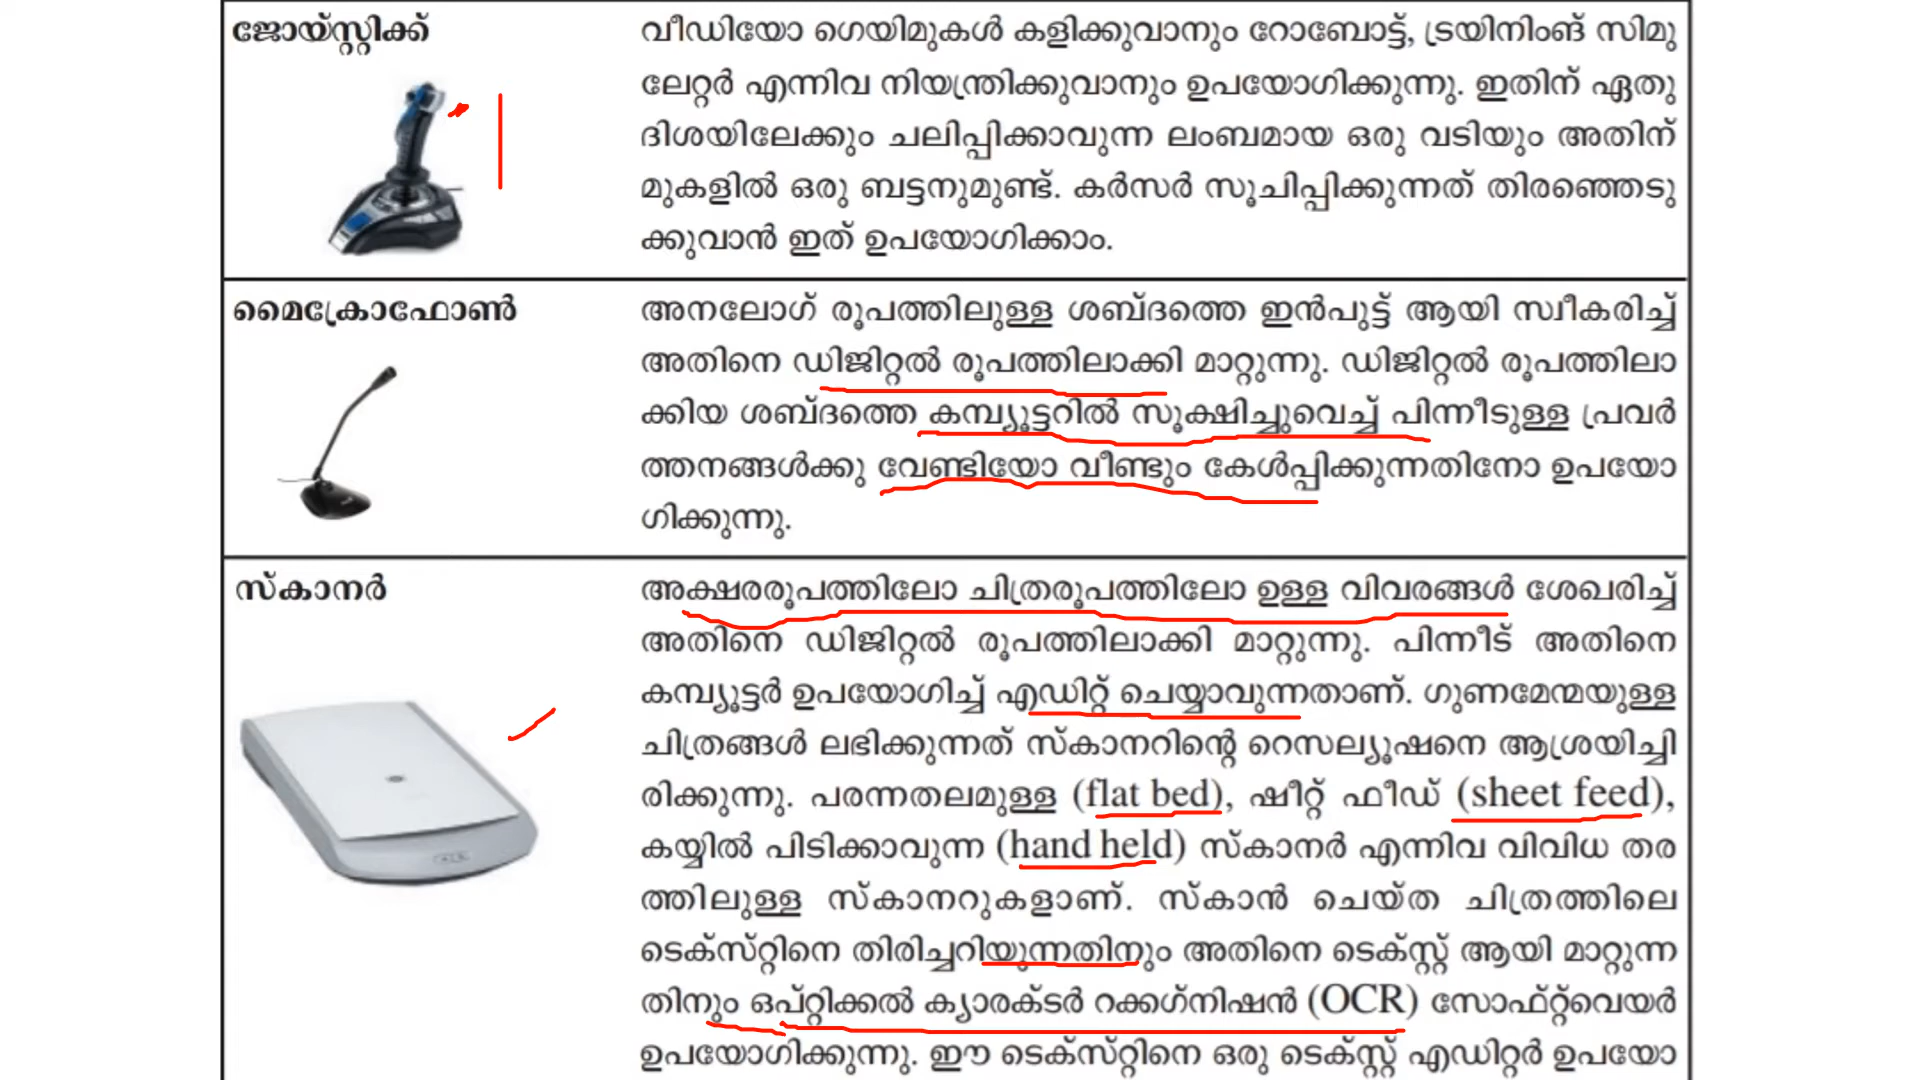 ജോയ്സ്റ്റിക്ക്
വീഡിയോ ഗെയിമുകൾ കളിക്കുവാനും റോബോട്ട്, ട്രയിനിംങ് സിമു
ലേറ്റർ എന്നിവ നിയന്ത്രിക്കുവാനും ഉപയോഗിക്കുന്നു. ഇതിന് ഏതു
ദിശയിലേക്കും ചലിപ്പിക്കാവുന്ന ലംബമായ ഒരു വടിയും അതിന്
മുകളിൽ ഒരു ബട്ടനുമുണ്ട്. കർസർ സൂചിപ്പിക്കുന്നത് തിരഞ്ഞെടു
ക്കുവാൻ ഇത് ഉപയോഗിക്കാം.
മൈക്രോഫോൺ
അനലോഗ് രൂപത്തിലുള്ള ശബ്ദത്തെ ഇൻപുട്ട് ആയി സ്വീകരിച്ച്
അതിനെ ഡിജിറ്റൽ രൂപത്തിലാക്കി മാറ്റുന്നു. ഡിജിറ്റൽ രൂപത്തിലാ
ക്കിയ ശബ്ദത്തെ കമ്പ്യൂട്ടറിൽ സൂക്ഷിച്ചുവെച്ച് പിന്നീടുള്ള പ്രവർ
ത്തനങ്ങൾക്കു വേണ്ടിയോ വീണ്ടും കേൾപ്പിക്കുന്നതിനോ ഉപയോ
ഗിക്കുന്നു.
സ്കാനർ
അക്ഷരരൂപത്തിലോ ചിത്രരൂപത്തിലോ ഉള്ള വിവരങ്ങൾ ശേഖരിച്ച്
അതിനെ ഡിജിറ്റൽ രൂപത്തിലാക്കി മാറ്റുന്നു. പിന്നീട് അതിനെ
കമ്പ്യൂട്ടർ ഉപയോഗിച്ച് എഡിറ്റ് ചെയ്യാവുന്നതാണ്. ഗുണമേന്മയുള്ള
ചിത്രങ്ങൾ ലഭിക്കുന്നത് സ്കാനറിന്റെ റെസല്യൂഷനെ ആശ്രയിച്ചി
രിക്കുന്നു. പരന്നതലമുള്ള (flat bed), ഷീറ്റ് ഫീഡ് (sheet feed),
കയ്യിൽ പിടിക്കാവുന്ന (hand held) സ്കാനർ എന്നിവ വിവിധ തര
ത്തിലുള്ള സ്കാനറുകളാണ്. സ്കാൻ ചെയ്ത ചിത്രത്തിലെ
ടെക്സ്റ്റിനെ തിരിച്ചറിയുന്നതിനും അതിനെ ടെക്സ്റ്റ് ആയി മാറ്റുന്ന
തിനും ഒപ്റ്റിക്കൽ ക്യാരക്ടർ റക്കഗ്നിഷൻ (OCR) സോഫ്റ്റ്‌വെയർ
ഉപയോഗിക്കുന്നു. ഈ ടെക്സ്റ്റിനെ ഒരു ടെക്സ്റ്റ് എഡിറ്റർ ഉപയോ